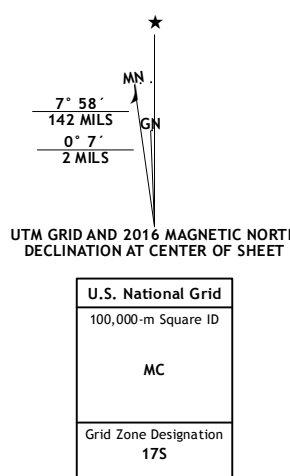 MN
7° 58´
142 MILS
GN
0° 7´
2 MILS
UTM GRID AND 2016 MAGNETIC NORT
DECLINATION AT CENTER OF SHEET
U.S. National Grid
100,000-m Square ID
MC
Grid Zone Designation
17S